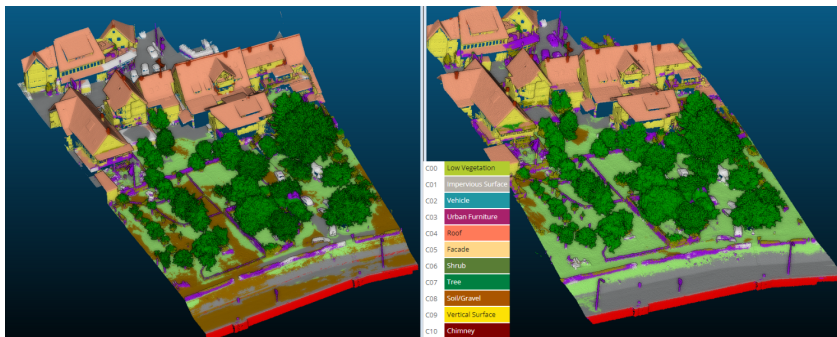 C00 Low Vegetation
C01 Impervious Surface
C02 Vehicle
C03 Urban Furniture
C04 Roof
C05 Facade
C06 Shrub
C07 Tree
C08 Soil/Gravel
C09 Vertical Surface
C10 Chimney